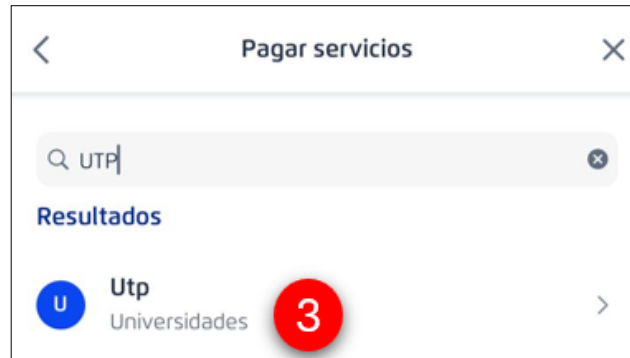 Pagar servicios
UTP
Resultados
U
Utp
Universidades
3